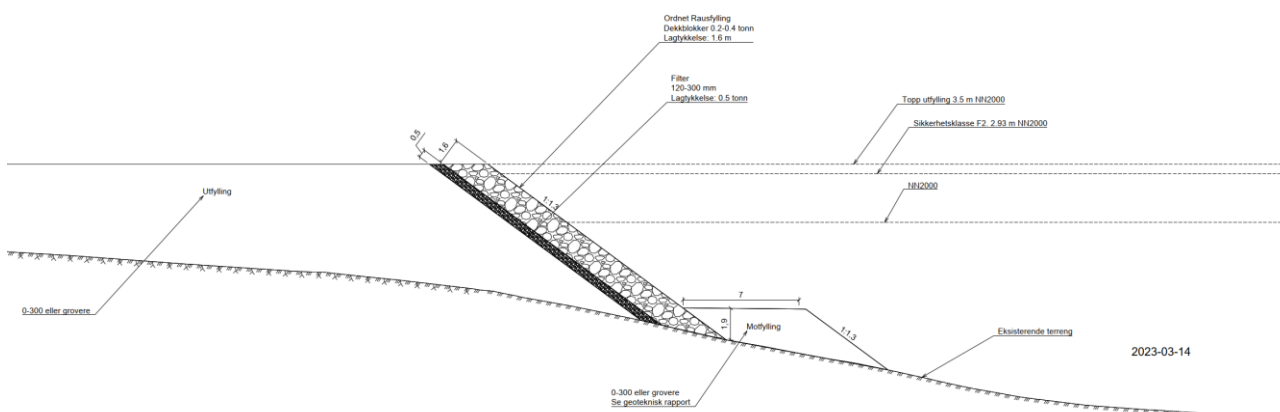 Ordnet Rausfylling
Dekkblokker 0.2-0.4 tonn
Lagtykkelse: 1.6 m
Filter
120-300 mm
Lagtykkelse: 0.5 tonn
Topp utfylling 3.5 m NN2000
Sikkerhetsklasse F2. 2.93 m NN2000
0.5
1,6
NN2000
Utfylling
1:1.3
7
1,9
Motfylling
1:1.3
0-300 eller grovere
Eksisterende terreng
2023-03-14
0-300 eller grovere
Se geoteknisk rapport